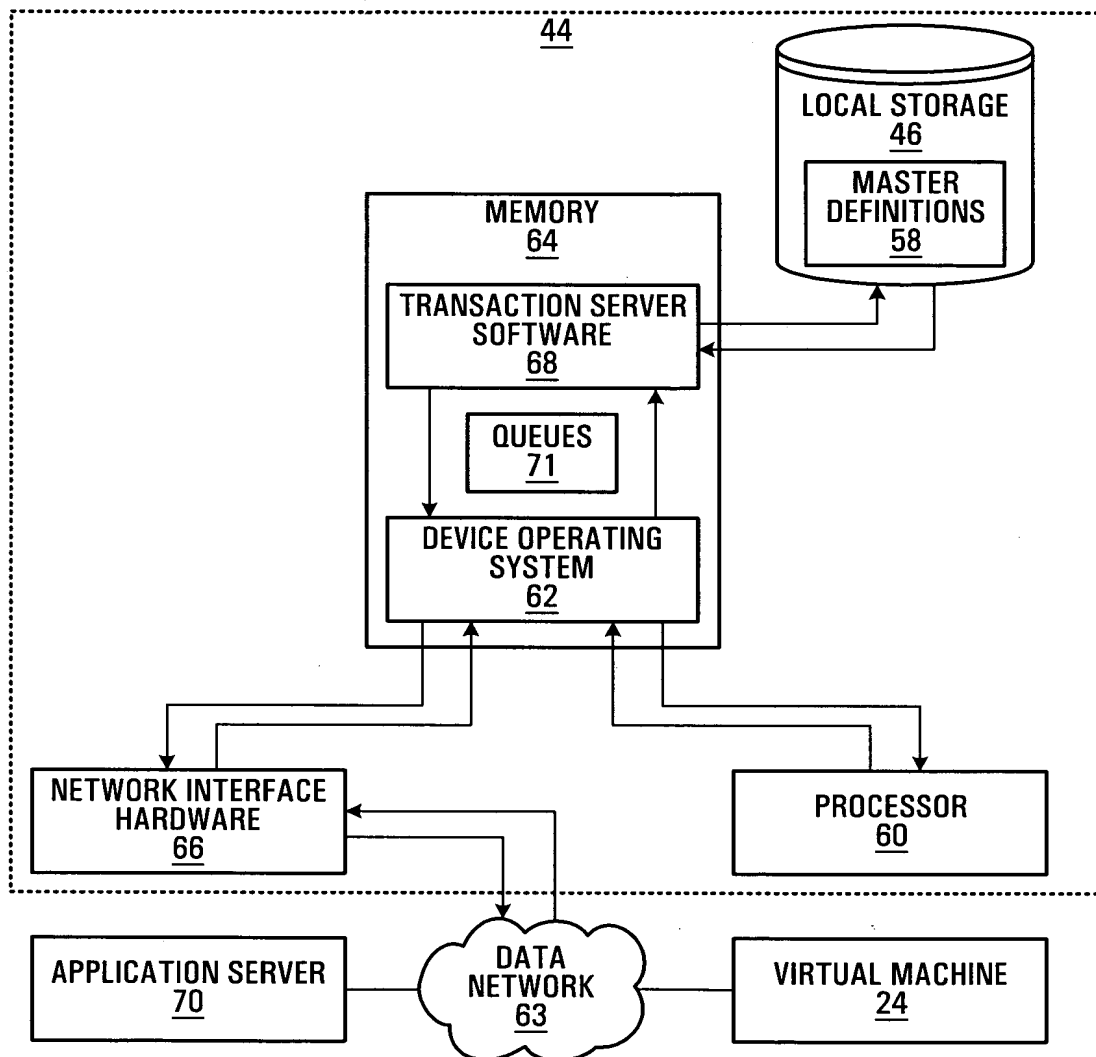 44
LOCAL STORAGE
46
MASTER
DEFINITIONS
58
MEMORY
64
TRANSACTION SERVER
SOFTWARE
68
QUEUES
71
DEVICE OPERATING
SYSTEM
62
NETWORK INTERFACE
HARDWARE
66
PROCESSOR
60
APPLICATION SERVER
70
DATA
NETWORK
63
VIRTUAL MACHINE
24